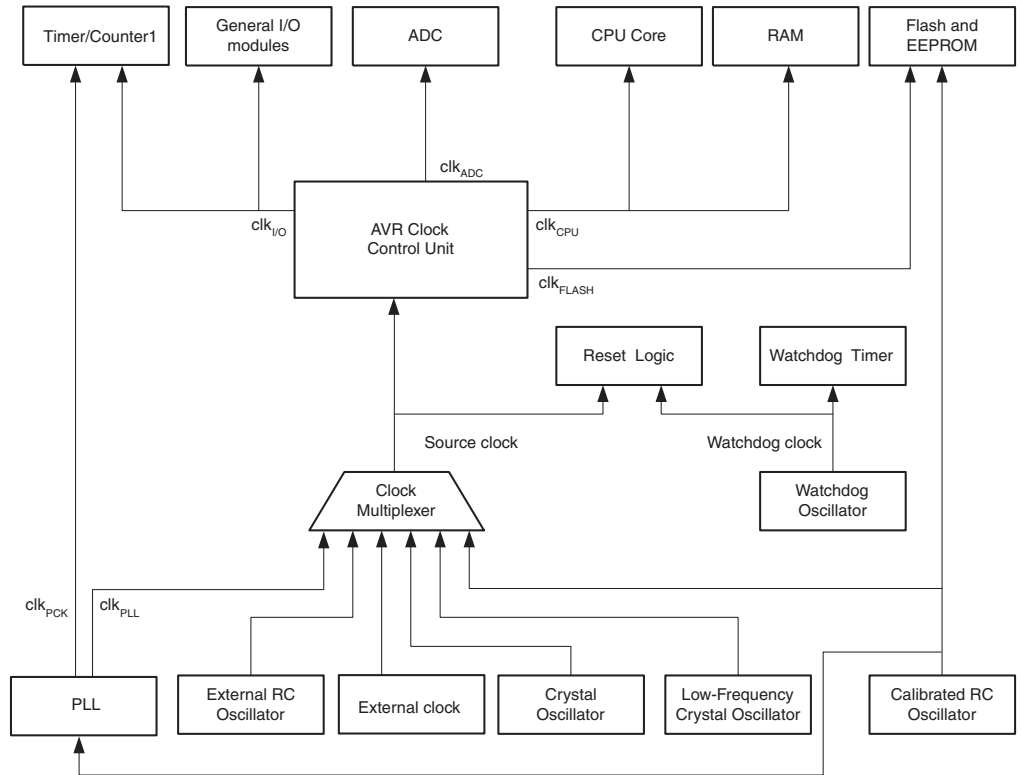 Timer/Counter1
General I/O
modules
ADC
CPU Core
RAM
Flash and
EEPROM
clkADC
clkI/O
AVR Clock
Control Unit
clkCPU
clkFLASH
Reset Logic
Watchdog Timer
Source clock
Watchdog clock
Clock
Multiplexer
Watchdog
Oscillator
clkPCK
clkPLL
PLL
External RC
Oscillator
External clock
Crystal
Oscillator
Low-Frequency
Crystal Oscillator
Calibrated RC
Oscillator